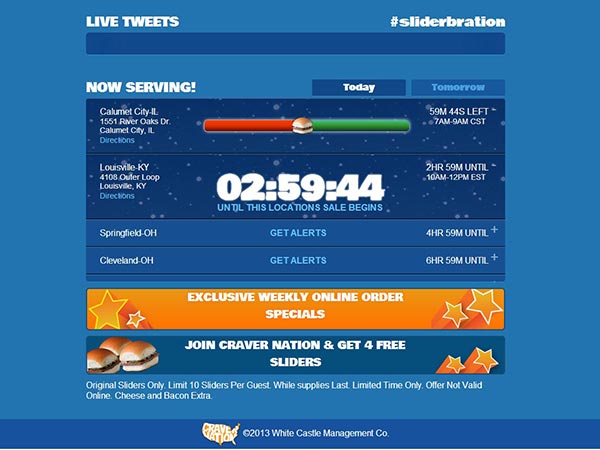 LIVE TWEETS
#sliderbration
NOW SERVING!
Today
Tomorrow
Calumet City-IL
1551 River Oaks Dr.
Calumet City, IL
Directions
59M 44S LEFT -
7AM-9AM CST
Louisville-KY
4108 Outer Loop
Louisville, KY
Directions
02:59:44
UNTIL THIS LOCATIONS SALE BEGINS
2HR 59M UNTIL -
10AM-12PM EST
Springfield-OH
GET ALERTS
4HR 59M UNTIL +
Cleveland-OH
GET ALERTS
6HR 59M UNTIL +
EXCLUSIVE WEEKLY ONLINE ORDER
SPECIALS
JOIN CRAVER NATION & GET 4 FREE
SLIDERS
Original Sliders Only. Limit 10 Sliders Per Guest. While supplies Last. Limited Time Only. Offer Not Valid
Online. Cheese and Bacon Extra.
CRAVER
NATION
©2013 White Castle Management Co.